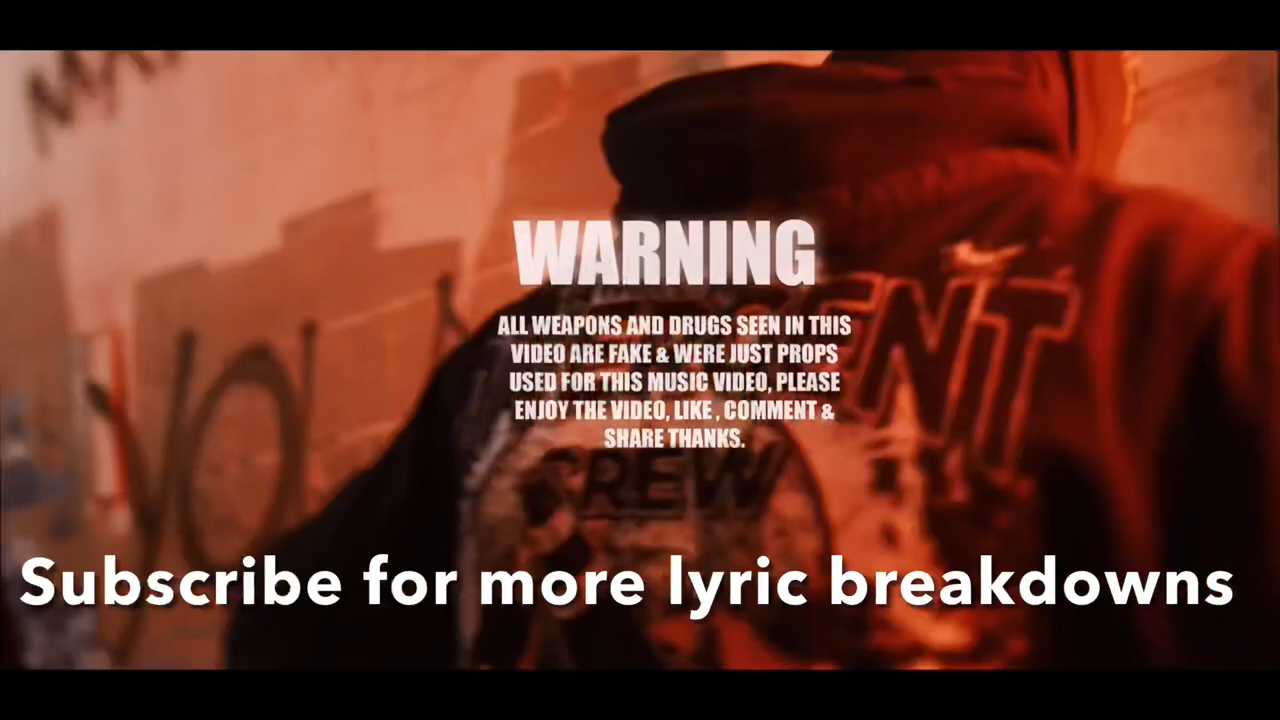 WARNING
ALL WEAPONS AND DRUGS SEEN IN THIS
VIDEO ARE FAKE & WERE JUST PROPS
USED FOR THIS MUSIC VIDEO, PLEASE
ENJOY THE VIDEO, LIKE , COMMENT &
SHARE THANKS.
CREW
Subscribe for more lyric breakdowns